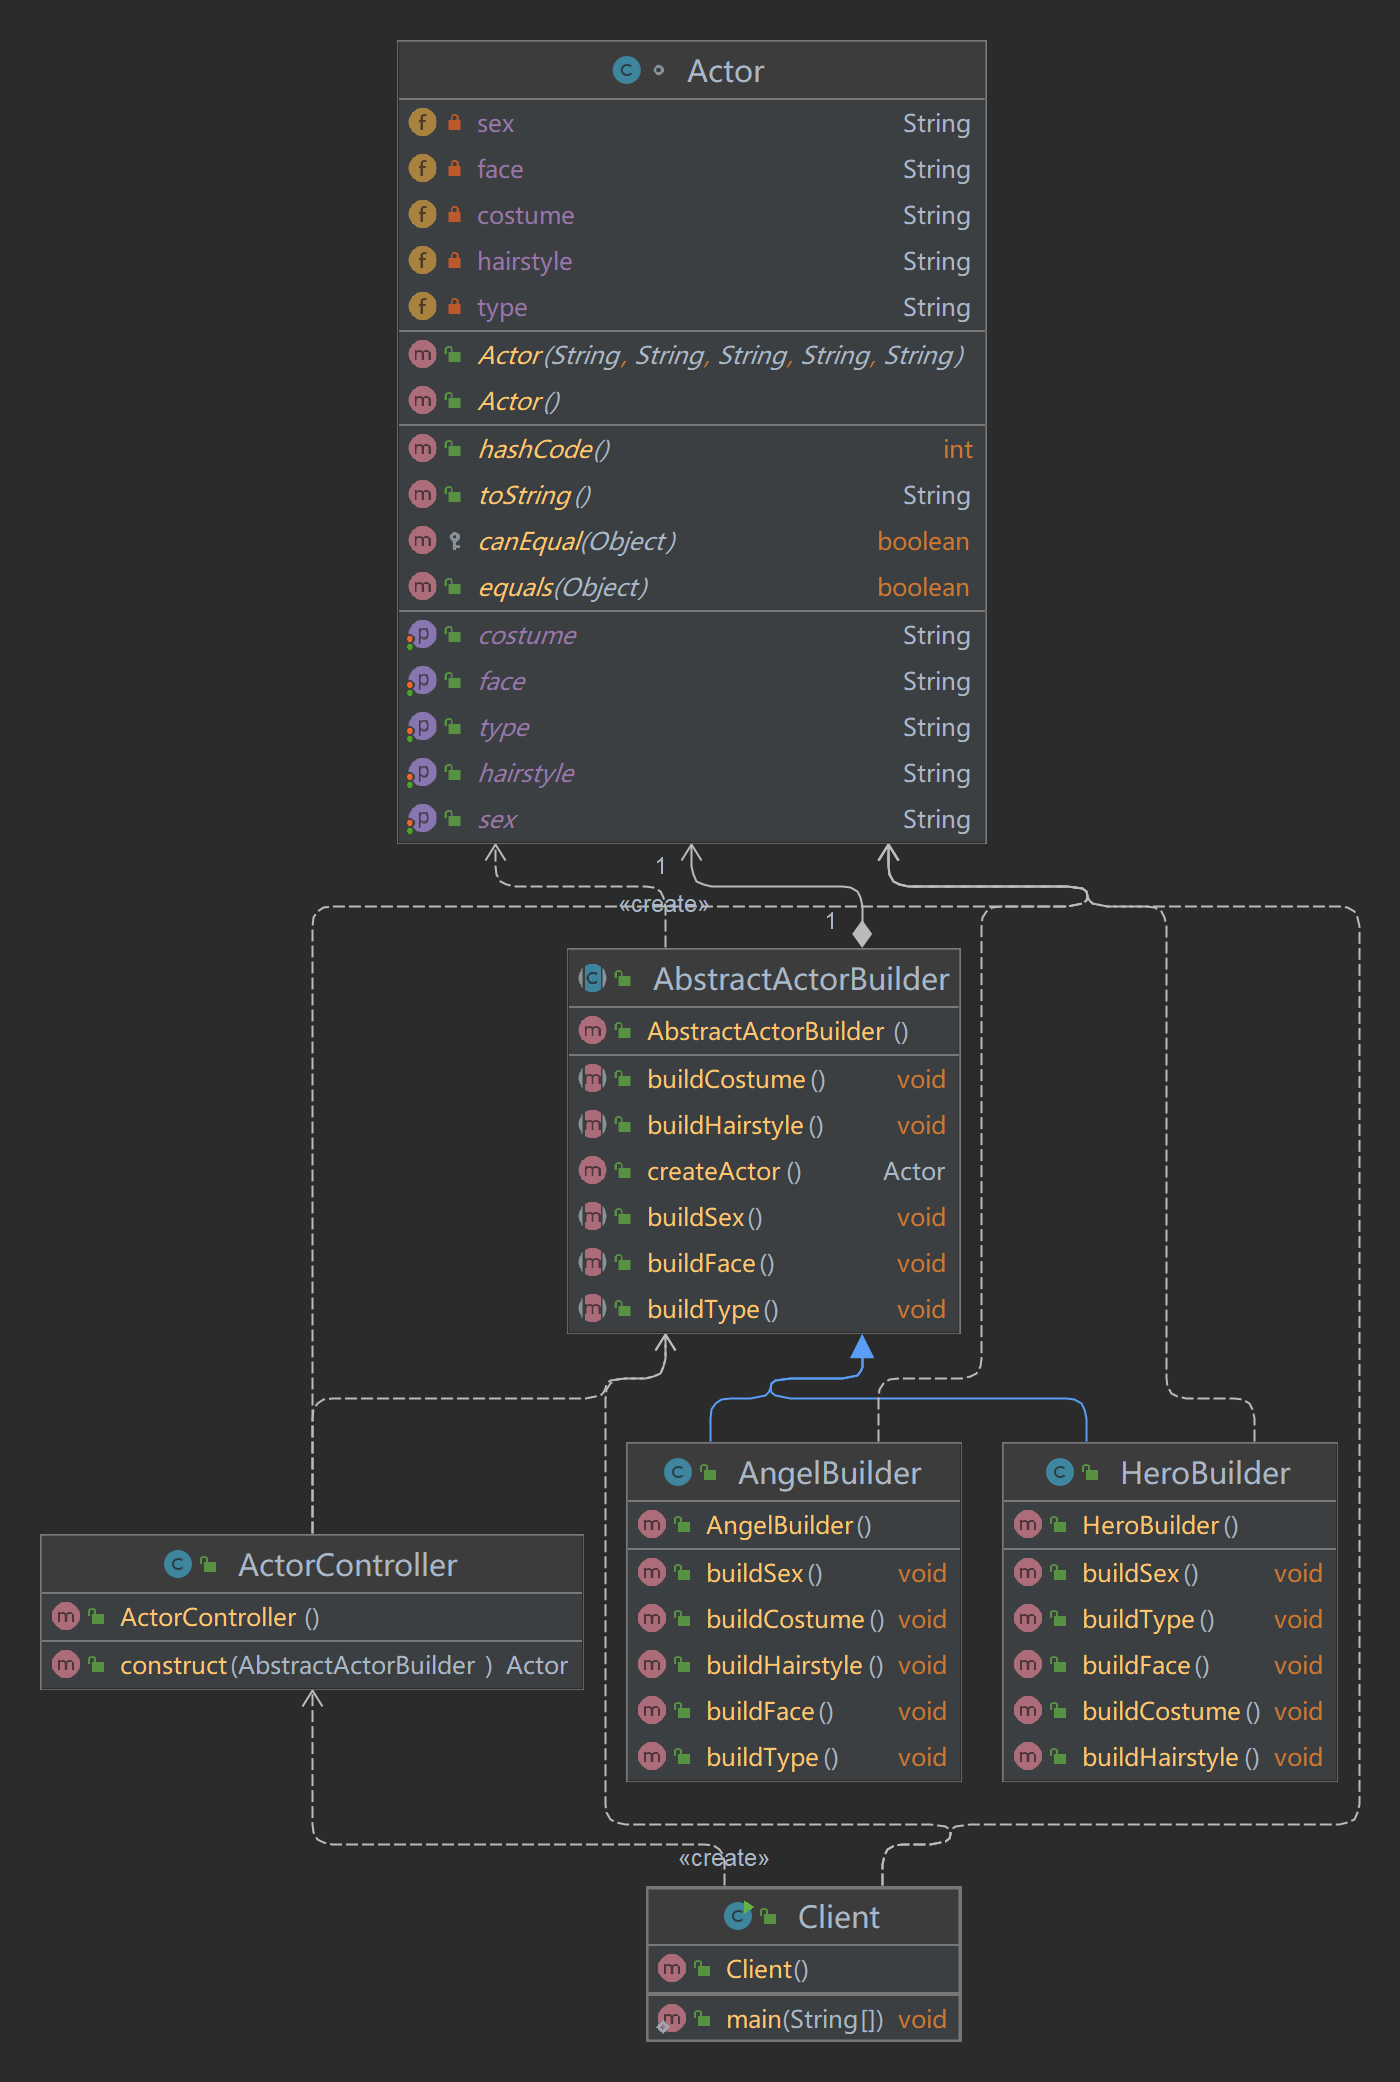 Actor
sex String
face String
costume String
hairstyle String
type String
Actor(String, String, String, String, String)
Actor()
hashCode() int
toString() String
canEqual(Object) boolean
equals(Object) boolean
costume String
face String
type String
hairstyle String
sex String
1
«create»
1
AbstractActorBuilder
AbstractActorBuilder()
buildCostume() void
buildHairstyle() void
createActor() Actor
buildSex() void
buildFace() void
buildType() void
AngelBuilder
AngelBuilder()
buildSex() void
buildCostume() void
buildHairstyle() void
buildFace() void
buildType() void
HeroBuilder
HeroBuilder()
buildSex() void
buildType() void
buildFace() void
buildCostume() void
buildHairstyle() void
ActorController
ActorController()
construct(AbstractActorBuilder) Actor
«create»
Client
Client()
main(String[]) void